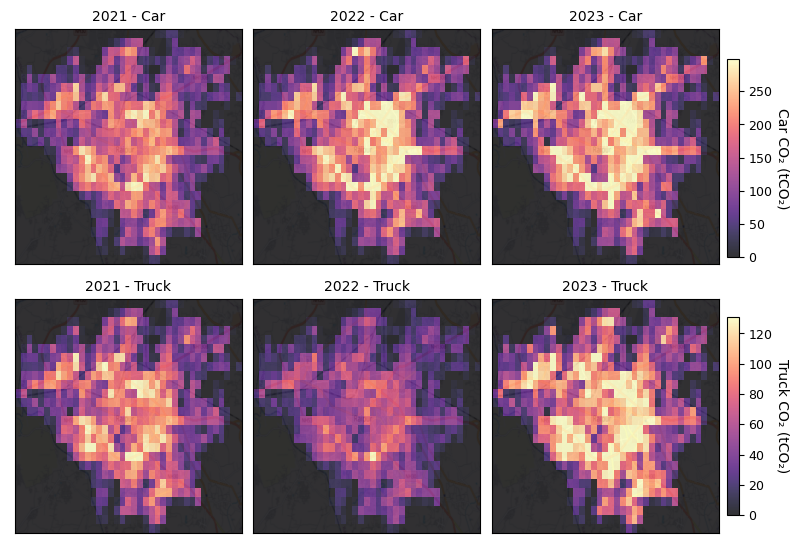 2021 - Car
2022 - Car
2023 - Car
250
200
150
100
50
0
Car CO₂ (tCO₂)
2021 - Truck
2022 - Truck
2023 - Truck
120
100
80
60
40
20
0
Truck CO₂ (tCO₂)